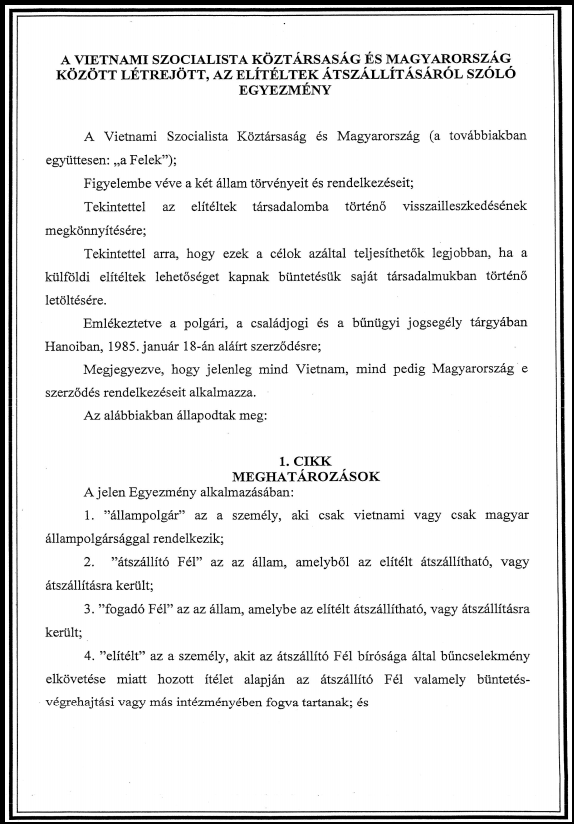 A VIETNAMI SZOCIALISTA KÖZTÁRSASÁG ÉS MAGYARORSZÁG
KÖZÖTT LÉTREJÖTT, AZ ELÍTÉLTEK ÁTSZÁLLÍTÁSÁRÓL SZÓLÓ
EGYEZMÉNY
A Vietnami Szocialista Köztársaság és Magyarország (a továbbiakban
együttesen: „a Felek”);
Figyelembe véve a két állam törvényeit és rendelkezéseit;
Tekintettel az elítéltek társadalomba történő visszailleszkedésének
megkönnyítésére;
Tekintettel arra, hogy ezek a célok azáltal teljesíthetők legjobban, ha a
külföldi elítéltek lehetőséget kapnak büntetésük saját társadalmukban történő
letöltésére.
Emlékeztetve a polgári, a családjogi és a bűnügyi jogsegély tárgyában
Hanoiban, 1985. január 18-án aláírt szerződésre;
Megjegyezve, hogy jelenleg mind Vietnam, mind pedig Magyarország e
szerződés rendelkezéseit alkalmazza.
Az alábbiakban állapodtak meg:
1. CIKK
MEGHATÁROZÁSOK
A jelen Egyezmény alkalmazásában:
1. ”állampolgár” az a személy, aki csak vietnami vagy csak magyar
állampolgársággal rendelkezik;
2. ”átszállító Fél” az az állam, amelyből az elítélt átszállítható, vagy
átszállításra került;
3. ”fogadó Fél” az az állam, amelybe az elítélt átszállítható, vagy átszállításra
került;
4. ”elítélt” az a személy, akit az átszállító Fél bírósága által bűncselekmény
elkövetése miatt hozott ítélet alapján az átszállító Fél valamely büntetés-
végrehajtási vagy más intézményében fogva tartanak; és